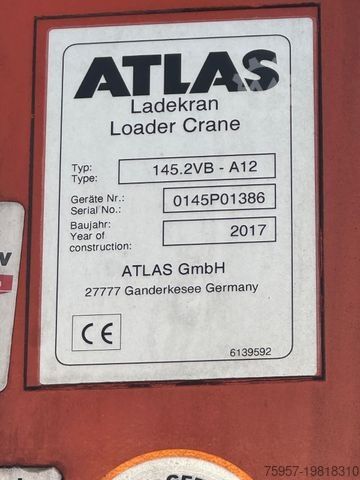 ATLAS
Ladekran
Loader Crane
Typ:
Type:
145.2VB - A12
Geräte Nr.:
Serial No.:
0145P01386
Baujahr:
Year of
construction:
2017
ATLAS GmbH
27777 Ganderkesee Germany
CE
6139592
75957-19818310